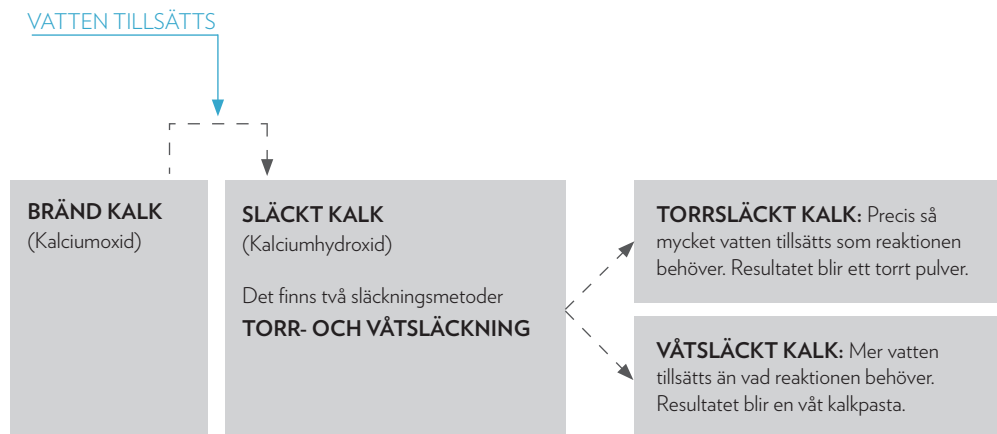 VATTEN TILLSÄTTS
BRÄND KALK
(Kalciumoxid)
SLÄCKT KALK
(Kalciumhydroxid)
Det finns två släckningsmetoder
TORR- OCH VÅTSLÄCKNING
TORRSLÄCKT KALK: Precis så
mycket vatten tillsätts som reaktionen
behöver. Resultatet blir ett torrt pulver.
VÅTSLÄCKT KALK: Mer vatten
tillsätts än vad reaktionen behöver.
Resultatet blir en våt kalkpasta.